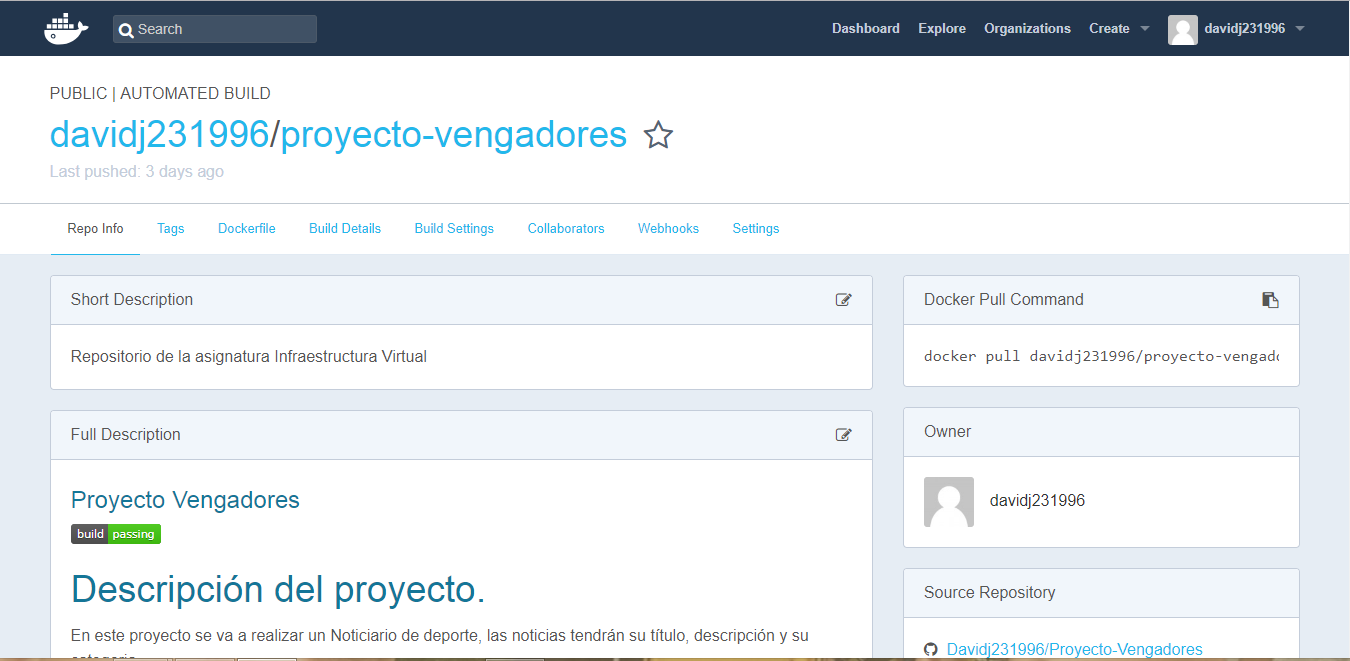 Search
Dashboard Explore Organizations Create davidj231996
PUBLIC | AUTOMATED BUILD
davidj231996/proyecto-vengadores
Last pushed: 3 days ago
Repo Info Tags Dockerfile Build Details Build Settings Collaborators Webhooks Settings
Short Description
Repositorio de la asignatura Infraestructura Virtual
Full Description
Proyecto Vengadores
build passing
Descripción del proyecto.
En este proyecto se va a realizar un Noticiario de deporte, las noticias tendrán su título, descripción y su
Docker Pull Command
docker pull davidj231996/proyecto-vengad
Owner
davidj231996
Source Repository
Davidj231996/Proyecto-Vengadores